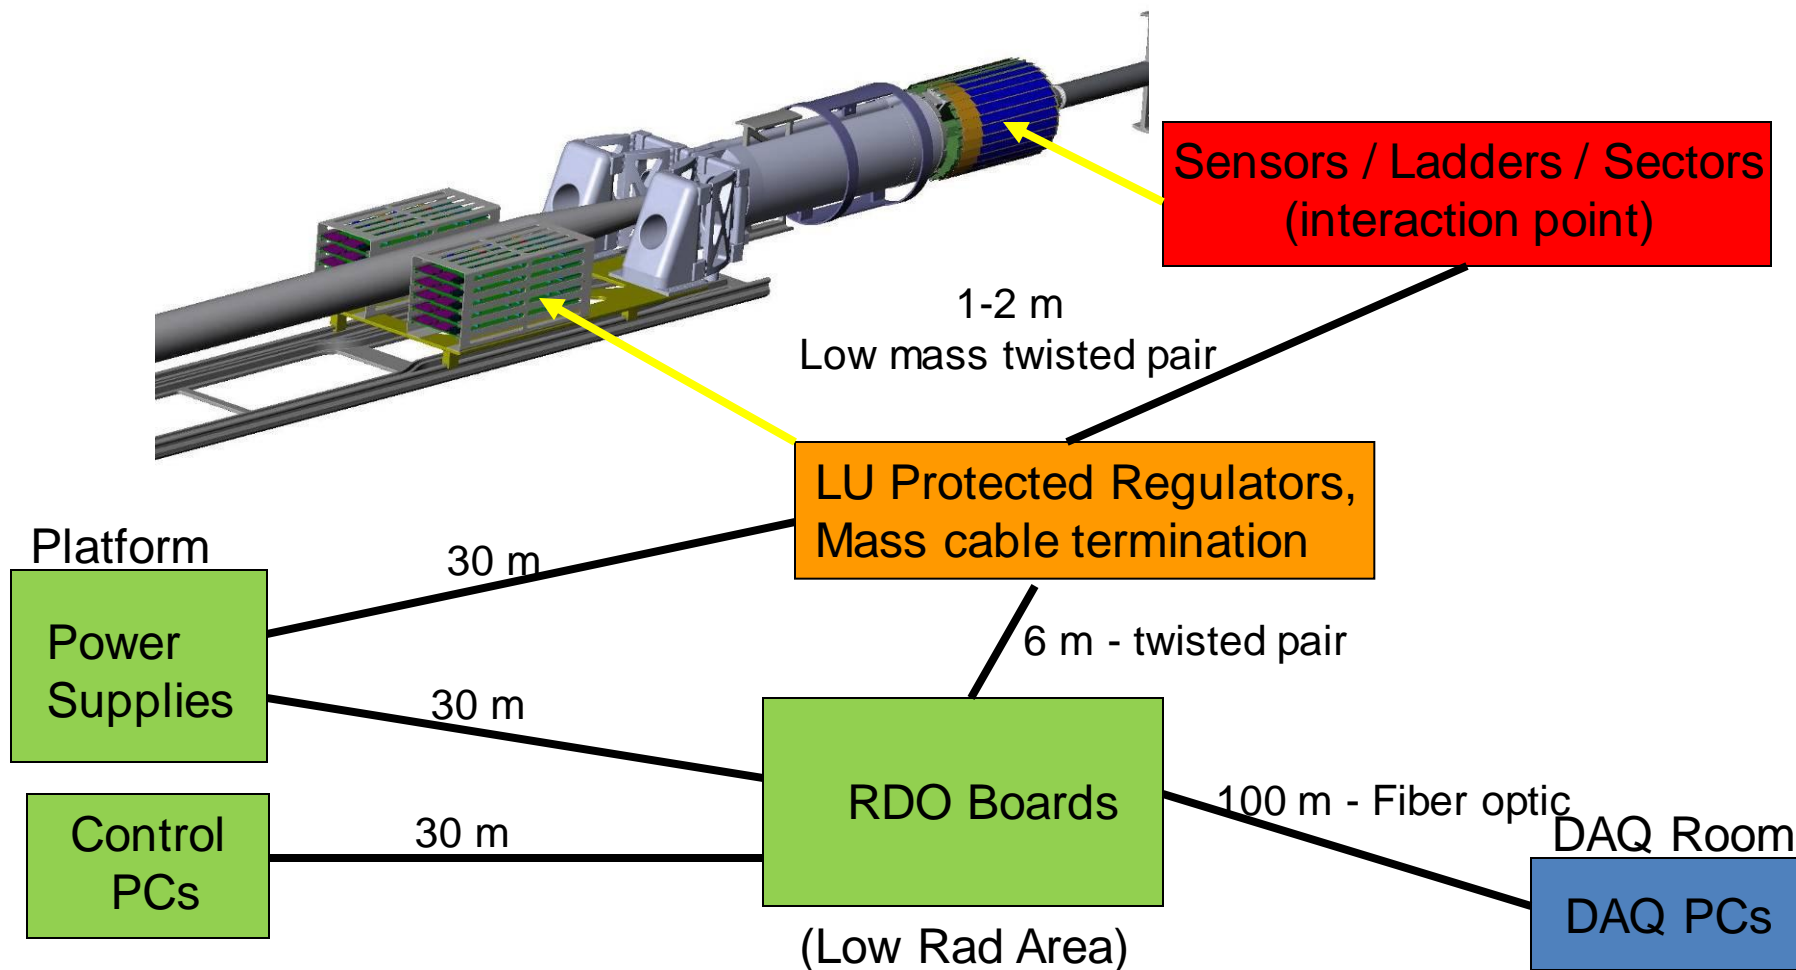 Sensors / Ladders / Sectors
(interaction point)
1-2 m
Low mass twisted pair
LU Protected Regulators,
Mass cable termination
Platform
Power
Supplies
30 m
6 m - twisted pair
30 m
RDO Boards
100 m - Fiber optic
Control
PCs
30 m
DAQ Room
DAQ PCs
(Low Rad Area)